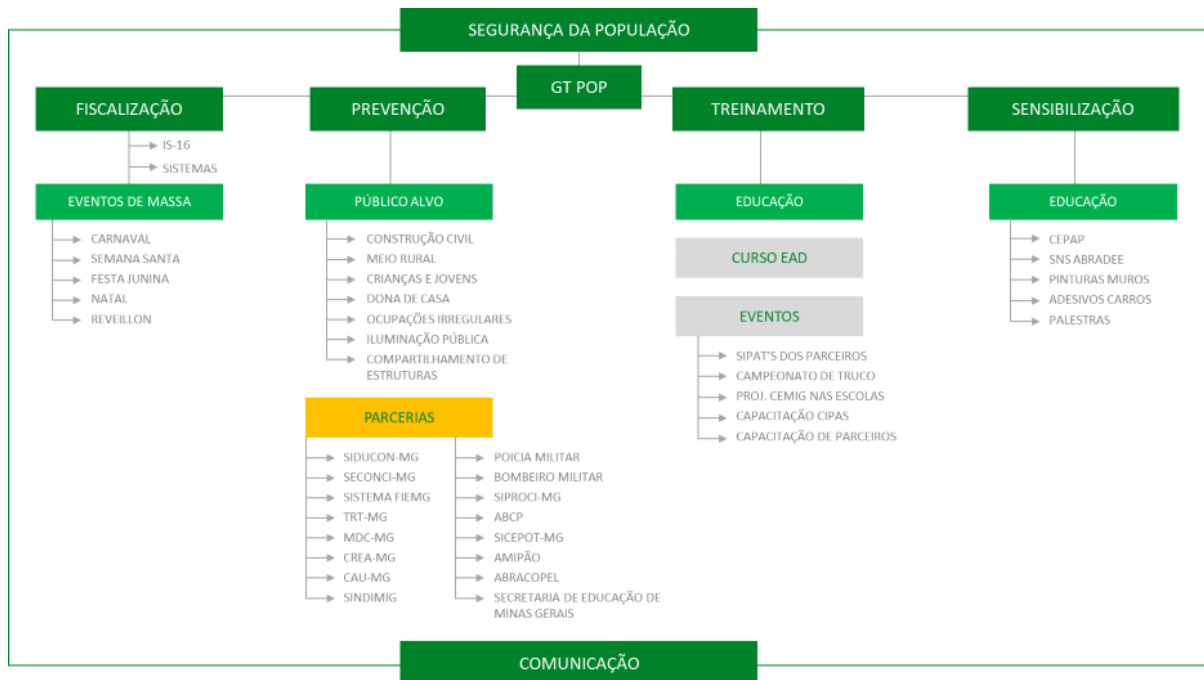 SEGURANÇA DA POPULAÇÃO
GT POP
FISCALIZAÇÃO
IS-16
SISTEMAS
EVENTOS DE MASSA
CARNAVAL
SEMANA SANTA
FESTA JUNINA
NATAL
REVEILLON
PREVENÇÃO
PÚBLICO ALVO
CONSTRUÇÃO CIVIL
MEIO RURAL
CRIANÇAS E JOVENS
DONA DE CASA
OCUPAÇÕES IRREGULARES
ILUMINAÇÃO PÚBLICA
COMPARTILHAMENTO DE
ESTRUTURAS
PARCERIAS
SIDUCON-MG
SECONCI-MG
SISTEMA FIEMG
TRT-MG
MDC-MG
CREA-MG
CAU-MG
SINDIMIG
POICIA MILITAR
BOMBEIRO MILITAR
SIPROCI-MG
ABCP
SICEPOT-MG
AMIPÃO
ABRACOPEL
SECRETARIA DE EDUCAÇÃO DE
MINAS GERAIS
TREINAMENTO
EDUCAÇÃO
CURSO EAD
EVENTOS
SIPAT'S DOS PARCEIROS
CAMPEONATO DE TRUCO
PROJ. CEMIG NAS ESCOLAS
CAPACITAÇÃO CIPAS
CAPACITAÇÃO DE PARCEIROS
SENSIBILIZAÇÃO
EDUCAÇÃO
CEPAP
SNS ABRADEE
PINTURAS MUROS
ADESIVOS CARROS
PALESTRAS
COMUNICAÇÃO